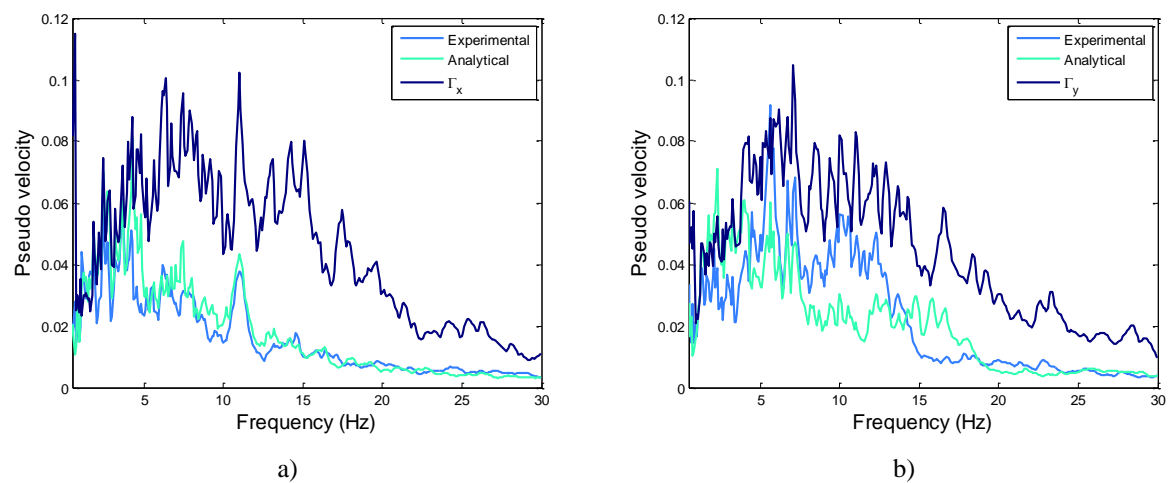 0.12
0.1
0.08
0.06
0.04
0.02
0
Pseudo velocity
5 10 15 20 25 30
Frequency (Hz)
Experimental
Analytical
Γx
a)
0.12
0.1
0.08
0.06
0.04
0.02
0
Pseudo velocity
5 10 15 20 25 30
Frequency (Hz)
Experimental
Analytical
Γy
b)